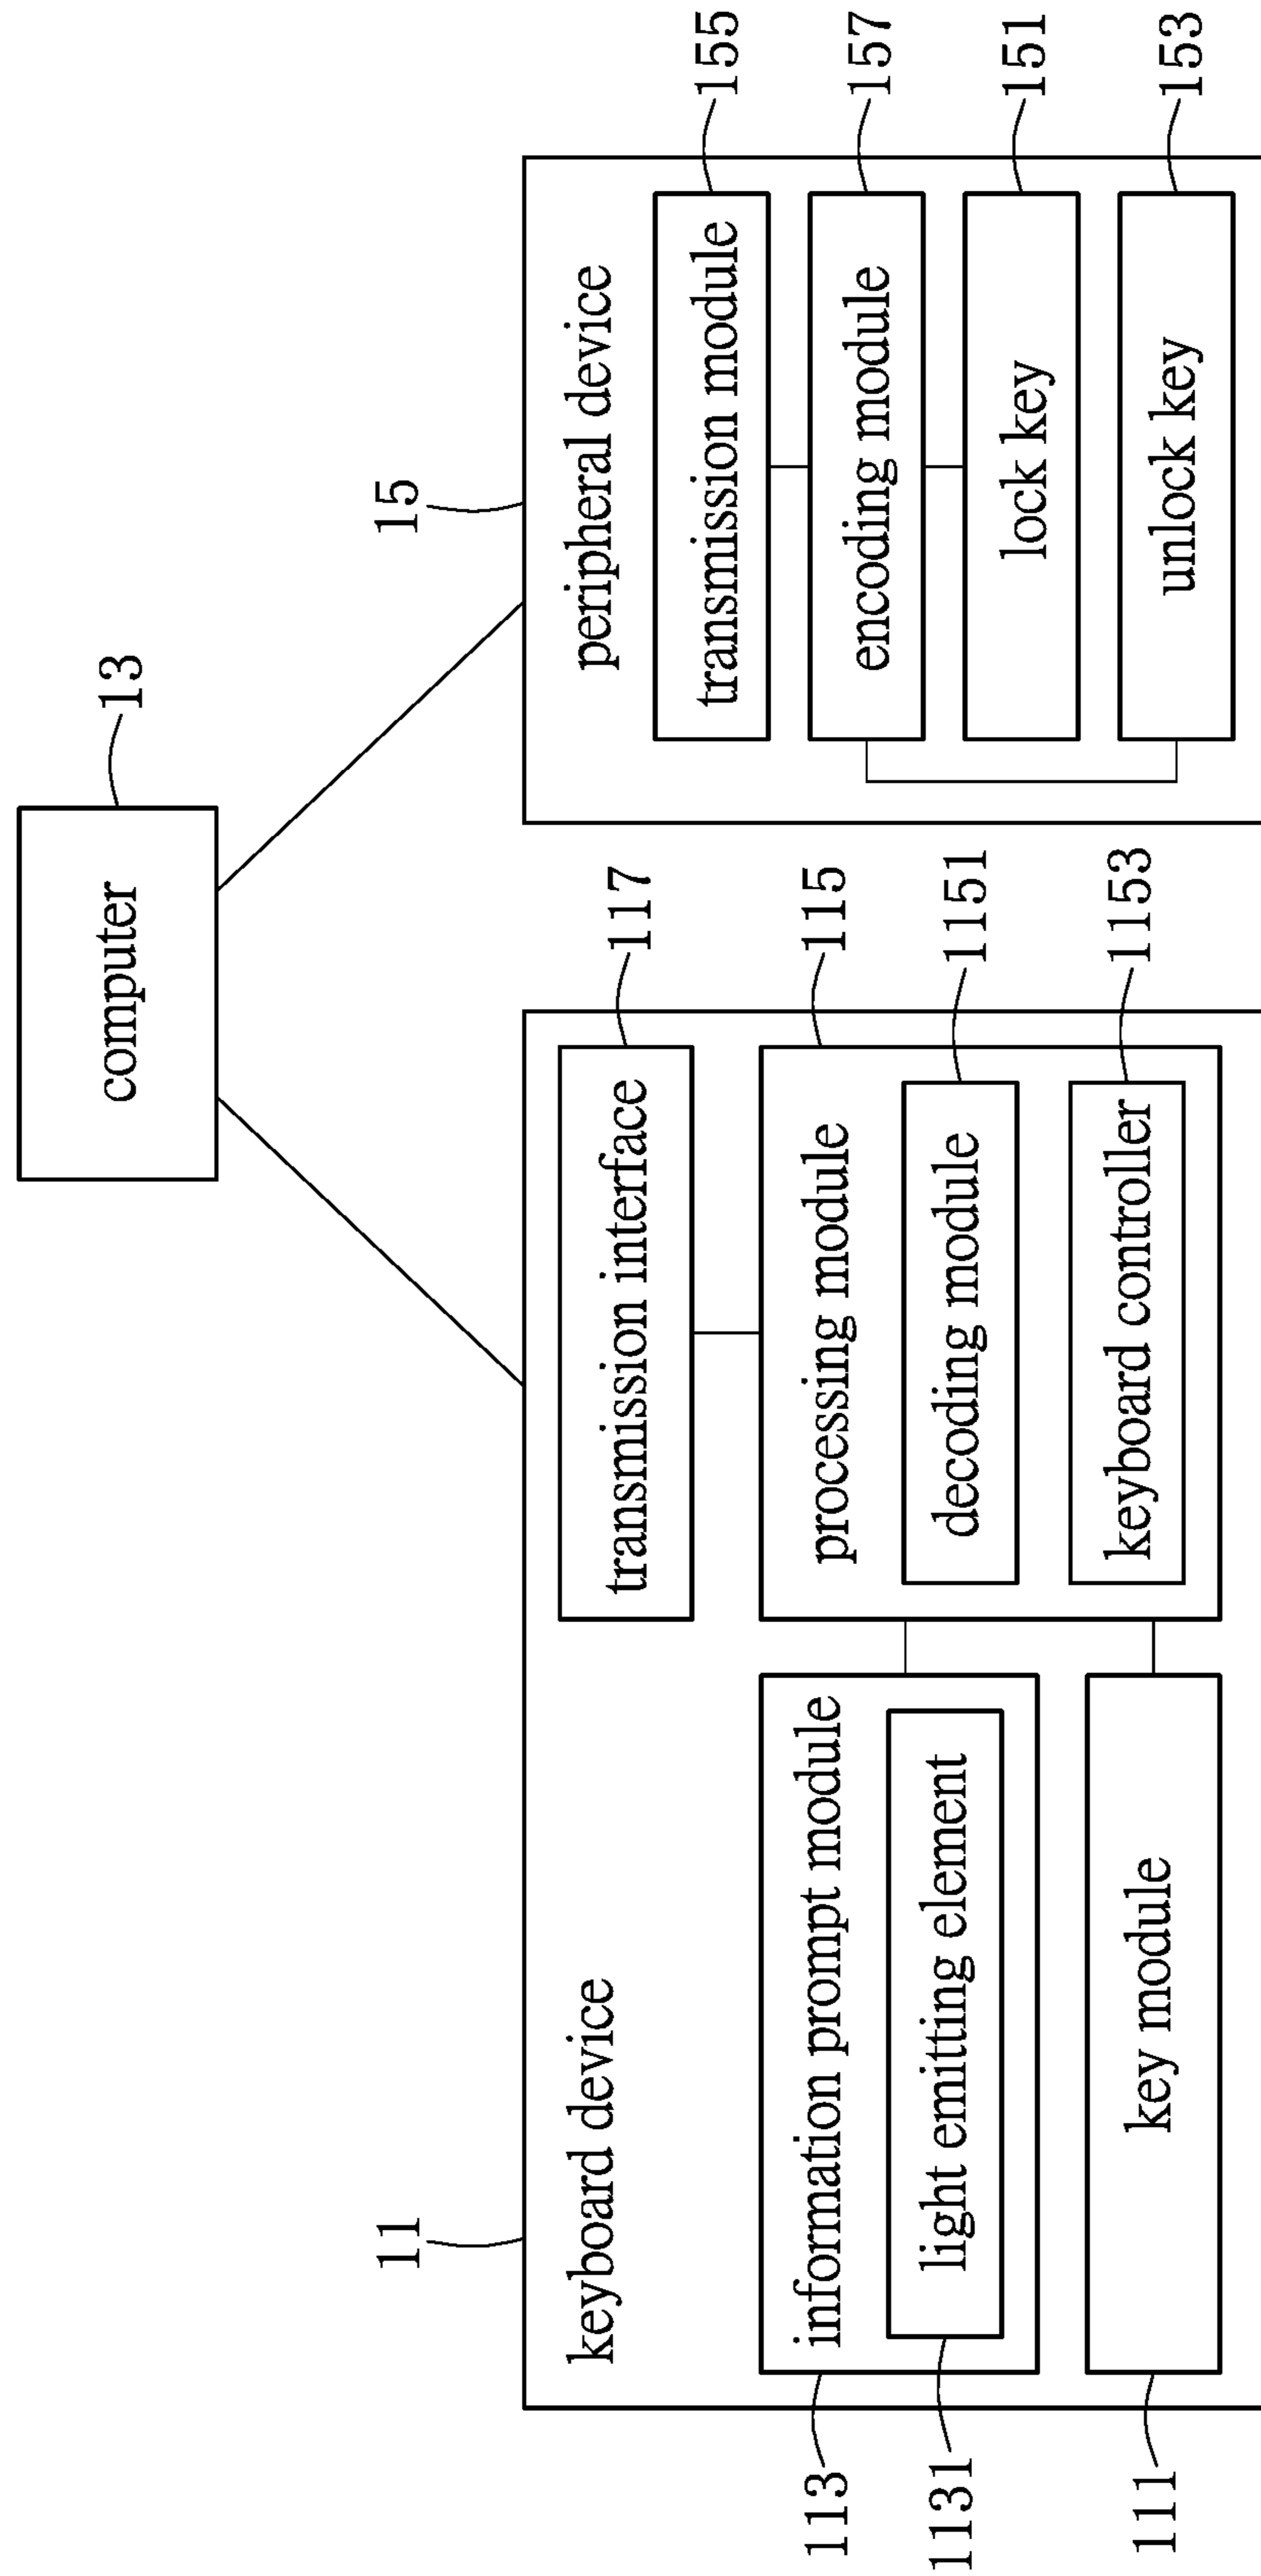 computer
13
11
15
keyboard device
transmission interface
117
information prompt module
113
light emitting element
1131
processing module
115
decoding module
1151
key module
111
keyboard controller
1153
peripheral device
transmission module
155
encoding module
157
lock key
151
unlock key
153